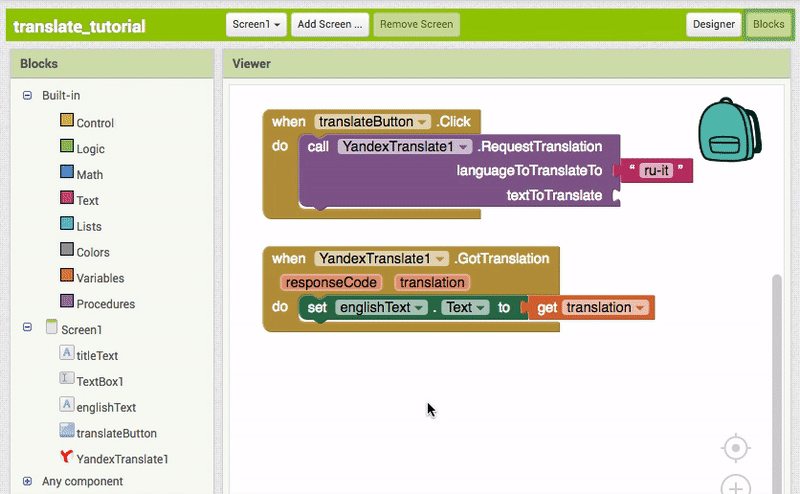 translate_tutorial Screen1 Add Screen ... Remove Screen Designer Blocks
Blocks
Built-in
Control
Logic
Math
Text
Lists
Colors
Variables
Procedures
Screen1
titleText
TextBox1
englishText
translateButton
YandexTranslate1
Any component
Viewer
when translateButton .Click
do call YandexTranslate1 .RequestTranslation
languageToTranslateTo " ru-it "
textToTranslate
when YandexTranslate1 .GotTranslation
responseCode translation
do set englishText . Text to get translation